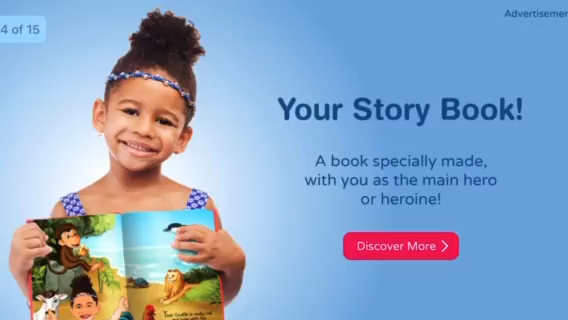 4 of 15
Advertisemen
Your Story Book!
A book specially made,
with you as the main hero
or heroine!
Discover More